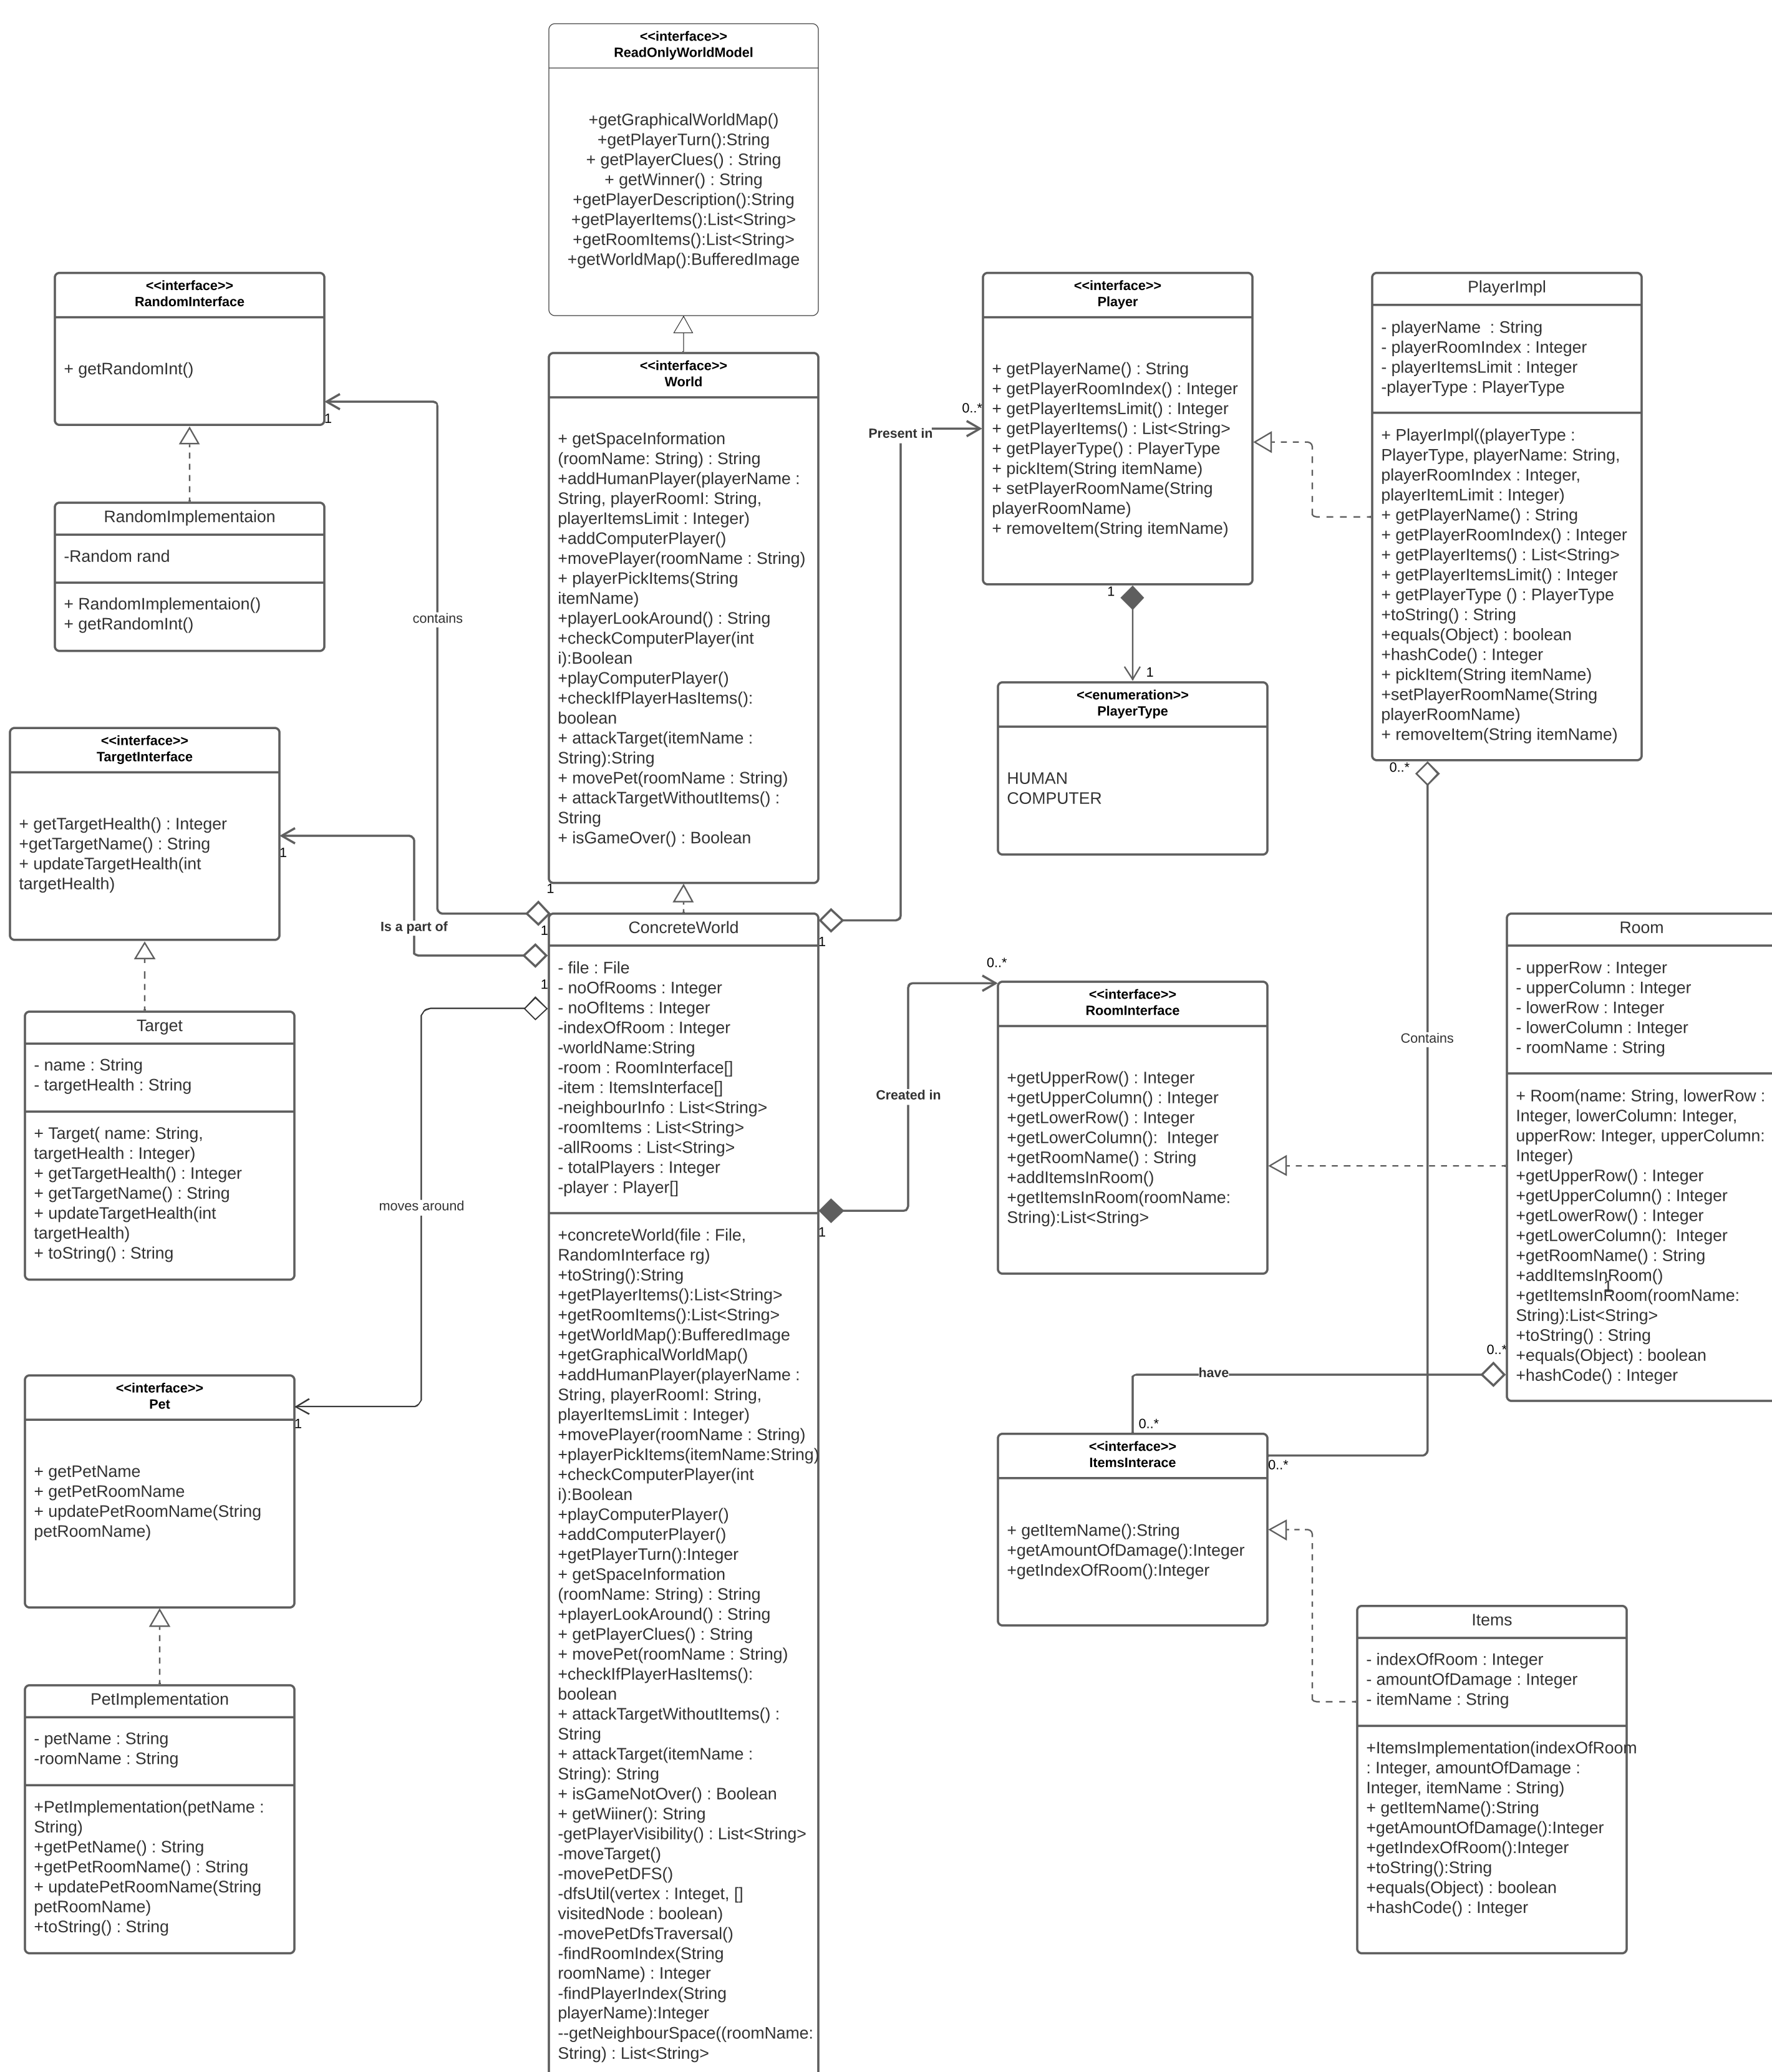 <<interface>>
ReadOnlyWorldModel
+getGraphicalWorldMap()
+getPlayerTurn():String
+ getPlayerClues() : String
+ getWinner() : String
+getPlayerDescription():String
+getPlayerItems():List<String>
+getRoomItems():List<String>
+getWorldMap():BufferedImage
<<interface>>
RandomInterface
+ getRandomInt()
1
RandomImplementaion
-Random rand
+ RandomImplementaion()
+ getRandomInt()
contains
<<interface>>
World
+ getSpaceInformation
(roomName: String) : String
+addHumanPlayer(playerName :
String, playerRoomI: String,
playerItemsLimit : Integer)
+addComputerPlayer()
+movePlayer(roomName : String)
+ playerPickItems(String
itemName)
+playerLookAround() : String
+checkComputerPlayer(int
i):Boolean
+playComputerPlayer()
+checkIfPlayerHasItems():
boolean
+ attackTarget(itemName :
String):String
+ movePet(roomName : String)
+ attackTargetWithoutItems() :
String
+ isGameOver() : Boolean
<<interface>>
Player
+ getPlayerName() : String
+ getPlayerRoomIndex() : Integer
+ getPlayerItemsLimit() : Integer
+ getPlayerItems() : List<String>
+ getPlayerType() : PlayerType
+ pickItem(String itemName)
+ setPlayerRoomName(String
playerRoomName)
+ removeItem(String itemName)
0..*
Present in
1
1
<<enumeration>>
PlayerType
HUMAN
COMPUTER
PlayerImpl
- playerName  : String
- playerRoomIndex : Integer
- playerItemsLimit : Integer
-playerType : PlayerType
+ PlayerImpl((playerType :
PlayerType, playerName: String,
playerRoomIndex : Integer,
playerItemLimit : Integer)
+ getPlayerName() : String
+ getPlayerRoomIndex() : Integer
+ getPlayerItems() : List<String>
+ getPlayerItemsLimit() : Integer
+ getPlayerType () : PlayerType
+toString() : String
+equals(Object) : boolean
+hashCode() : Integer
+ pickItem(String itemName)
+setPlayerRoomName(String
playerRoomName)
+ removeItem(String itemName)
0..*
Contains
<<interface>>
TargetInterface
+ getTargetHealth() : Integer
+getTargetName() : String
+ updateTargetHealth(int
targetHealth)
1
Is a part of
Target
- name : String
- targetHealth : String
+ Target( name: String,
targetHealth : Integer)
+ getTargetHealth() : Integer
+ getTargetName() : String
+ updateTargetHealth(int
targetHealth)
+ toString() : String
1
1
1
1
ConcreteWorld
- file : File
- noOfRooms : Integer
- noOfItems : Integer
-indexOfRoom : Integer
-worldName:String
-room : RoomInterface[]
-item : ItemsInterface[]
-neighbourInfo : List<String>
-roomItems : List<String>
-allRooms : List<String>
- totalPlayers : Integer
-player : Player[]
+concreteWorld(file : File,
RandomInterface rg)
+toString():String
+getPlayerItems():List<String>
+getRoomItems():List<String>
+getWorldMap():BufferedImage
+getGraphicalWorldMap()
+addHumanPlayer(playerName :
String, playerRoomI: String,
playerItemsLimit : Integer)
+movePlayer(roomName : String)
+playerPickItems(itemName:String)
+checkComputerPlayer(int
i):Boolean
+playComputerPlayer()
+addComputerPlayer()
+getPlayerTurn():Integer
+ getSpaceInformation
(roomName: String) : String
+playerLookAround() : String
+ getPlayerClues() : String
+ movePet(roomName : String)
+checkIfPlayerHasItems():
boolean
+ attackTargetWithoutItems() :
String
+ attackTarget(itemName :
String): String
+ isGameNotOver() : Boolean
+ getWiiner(): String
-getPlayerVisibility() : List<String>
-moveTarget()
-movePetDFS()
-dfsUtil(vertex : Integet, []
visitedNode : boolean)
-movePetDfsTraversal()
-findRoomIndex(String
roomName) : Integer
-findPlayerIndex(String
playerName):Integer
--getNeighbourSpace((roomName:
String) : List<String>
1
Created in
0..*
<<interface>>
RoomInterface
+getUpperRow() : Integer
+getUpperColumn() : Integer
+getLowerRow() : Integer
+getLowerColumn():  Integer
+getRoomName() : String
+addItemsInRoom()
+getItemsInRoom(roomName:
String):List<String>
Room
- upperRow : Integer
- upperColumn : Integer
- lowerRow : Integer
- lowerColumn : Integer
- roomName : String
+ Room(name: String, lowerRow :
Integer, lowerColumn: Integer,
upperRow: Integer, upperColumn:
Integer)
+getUpperRow() : Integer
+getUpperColumn() : Integer
+getLowerRow() : Integer
+getLowerColumn():  Integer
+getRoomName() : String
+addItemsInRoom()
1
+getItemsInRoom(roomName:
String):List<String>
+toString() : String
+equals(Object) : boolean
+hashCode() : Integer
0..*
have
0..*
moves around
<<interface>>
Pet
+ getPetName
+ getPetRoomName
+ updatePetRoomName(String
petRoomName)
1
PetImplementation
- petName : String
-roomName : String
+PetImplementation(petName :
String)
+getPetName() : String
+getPetRoomName() : String
+ updatePetRoomName(String
petRoomName)
+toString() : String
<<interface>>
ItemsInterace
+ getItemName():String
+getAmountOfDamage():Integer
+getIndexOfRoom():Integer
0..*
Items
- indexOfRoom : Integer
- amountOfDamage : Integer
- itemName : String
+ItemsImplementation(indexOfRoom
: Integer, amountOfDamage :
Integer, itemName : String)
+ getItemName():String
+getAmountOfDamage():Integer
+getIndexOfRoom():Integer
+toString():String
+equals(Object) : boolean
+hashCode() : Integer